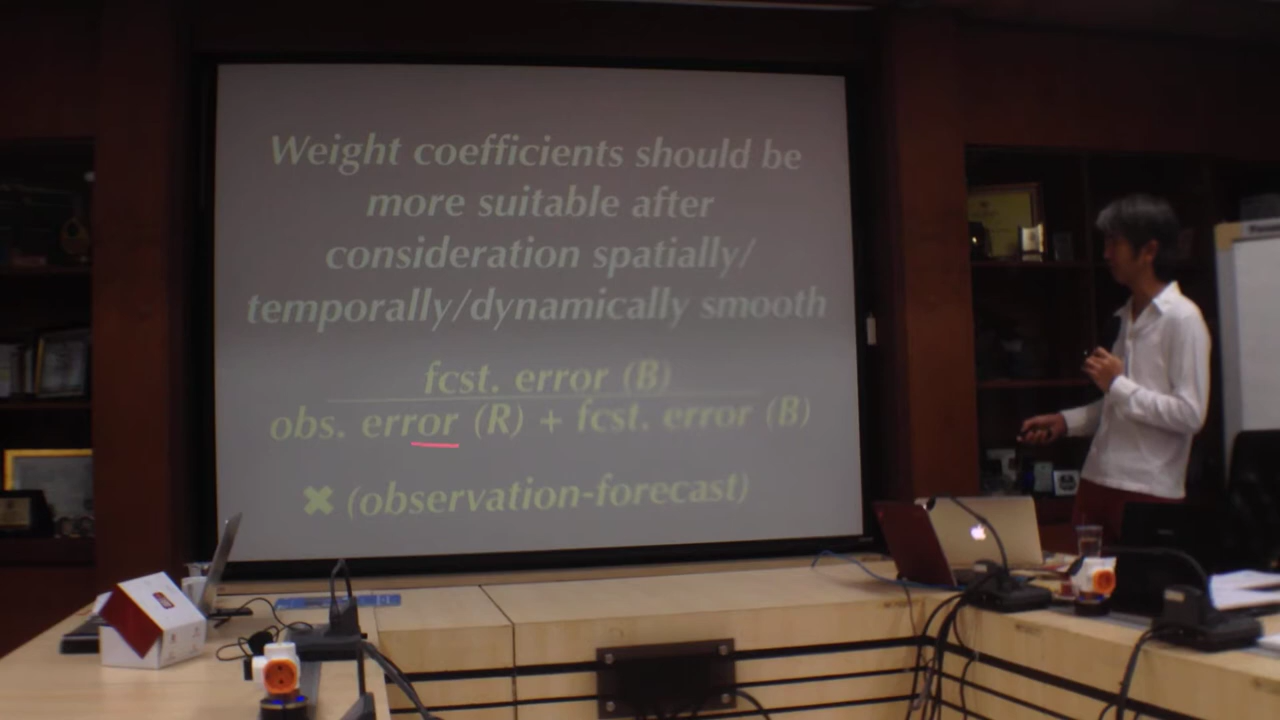 Weight coefficients should be
more suitable after
consideration spatially/
temporally/dynamically smooth
fcst. error (B)
obs. error (R) + fcst. error (B)
✖ (observation-forecast)